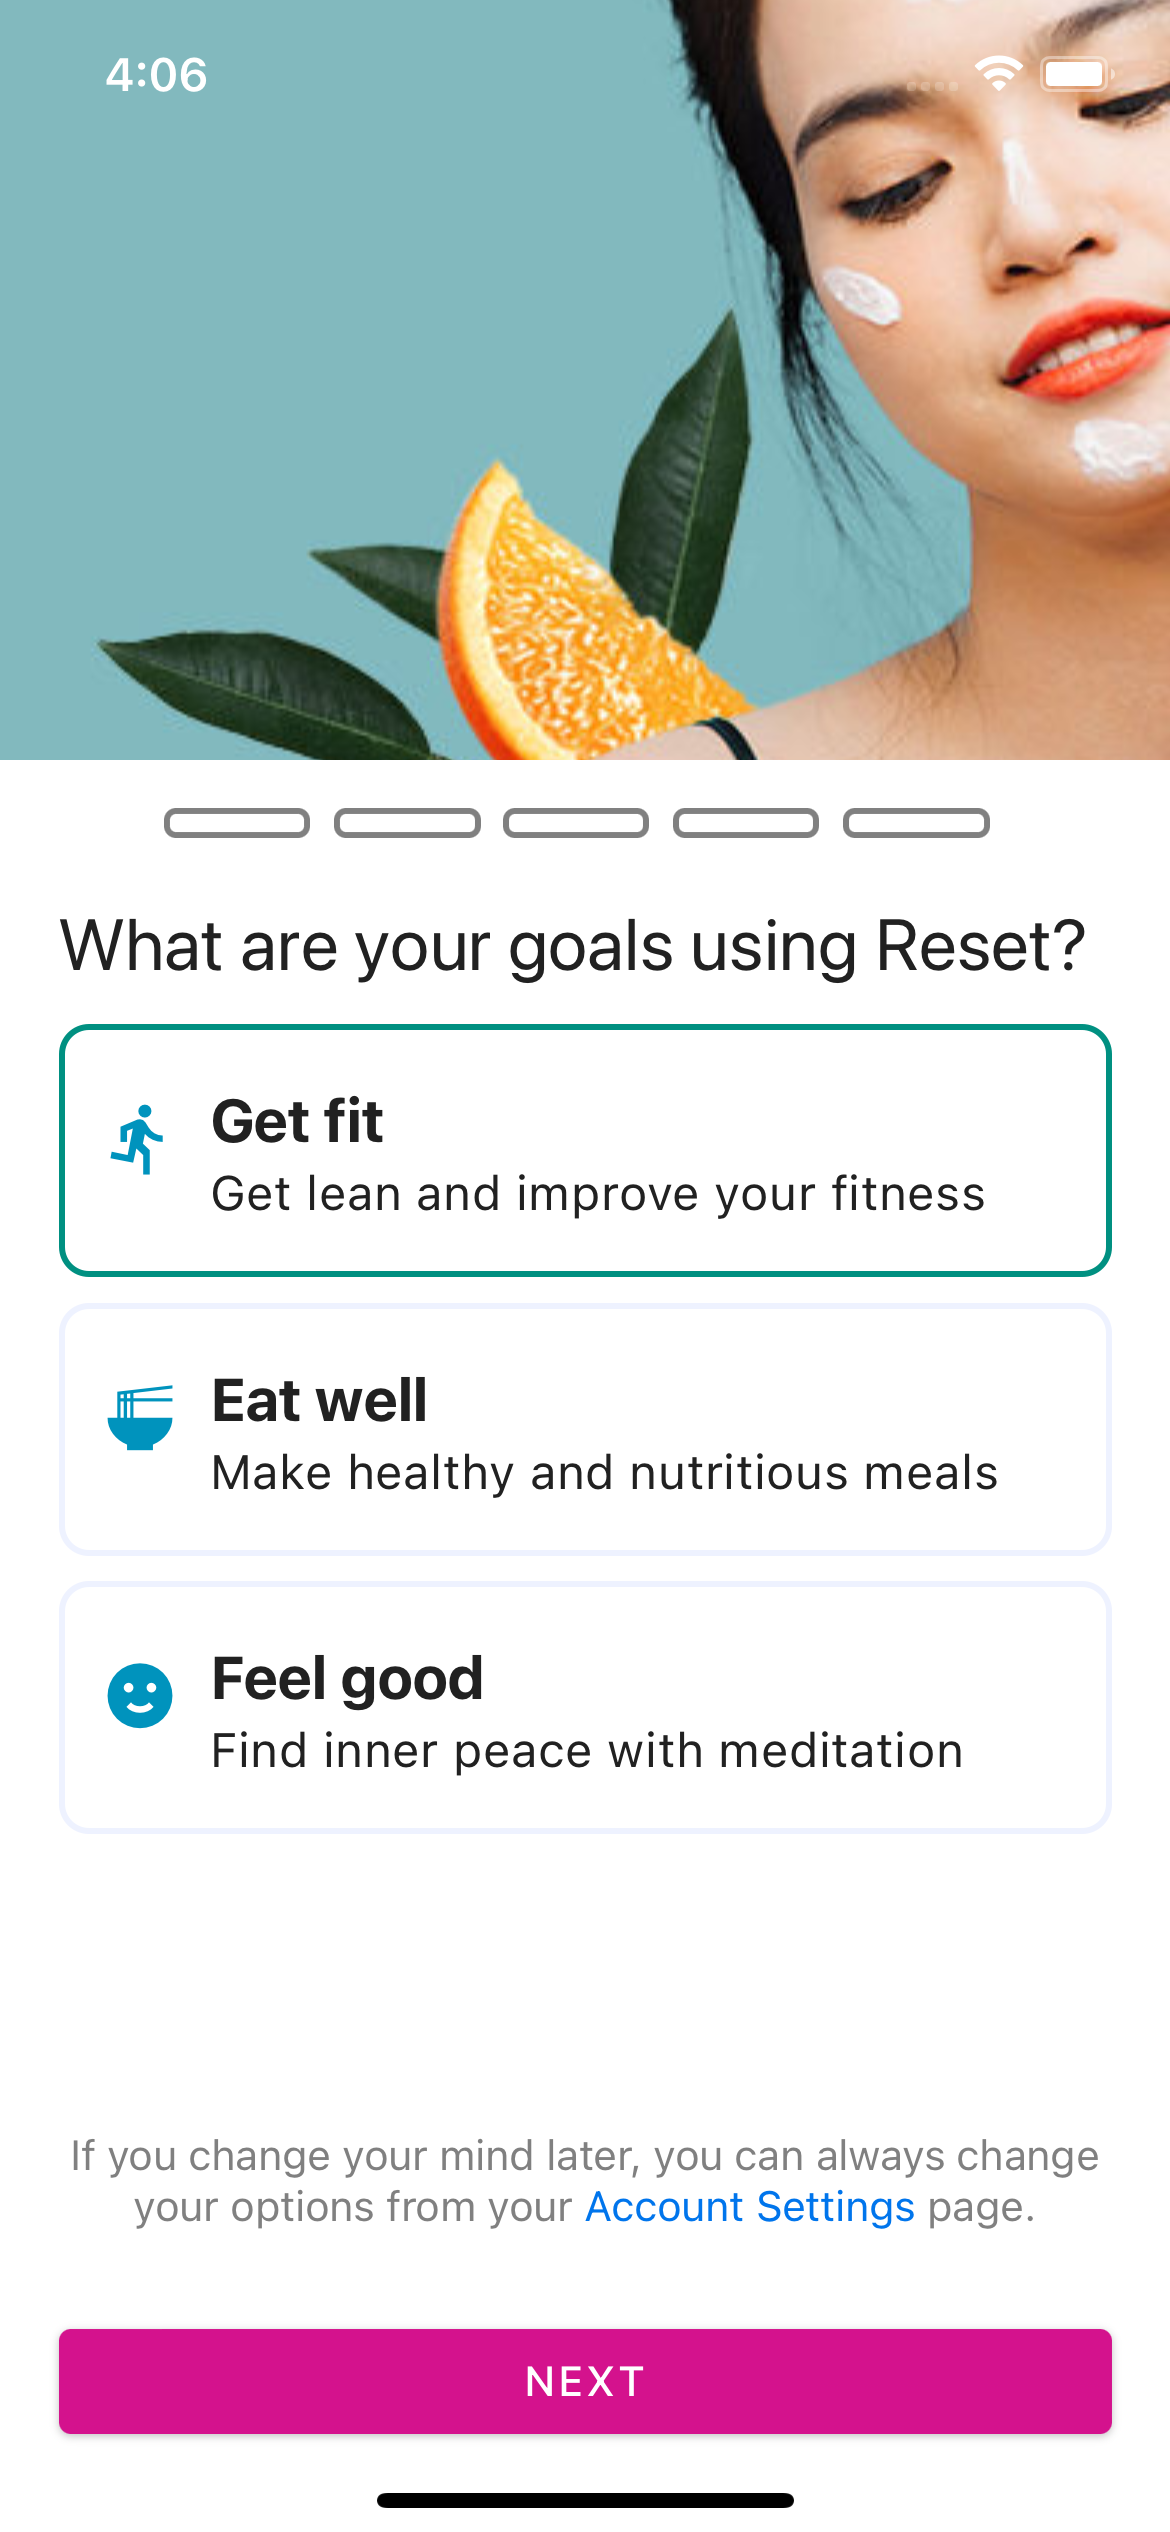 4:06
What are your goals using Reset?
Get fit
Get lean and improve your fitness
Eat well
Make healthy and nutritious meals
Feel good
Find inner peace with meditation
If you change your mind later, you can always change
your options from your Account Settings page.
NEXT